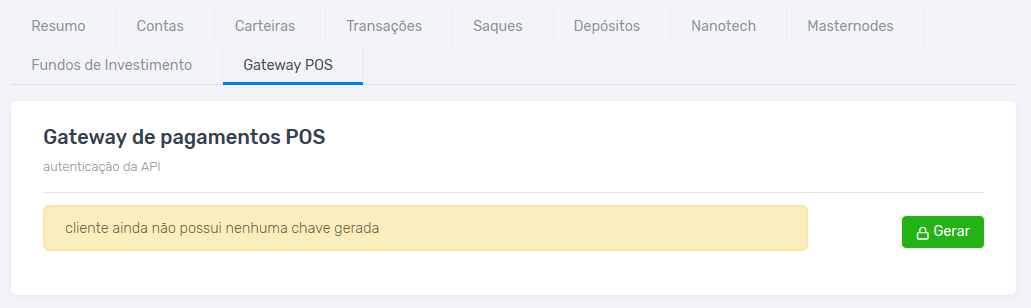 Resumo Contas Carteiras Transações Saques Depósitos Nanotech Masternodes
Fundos de Investimento Gateway POS
Gateway de pagamentos POS
autenticação da API
cliente ainda não possui nenhuma chave gerada
Gerar